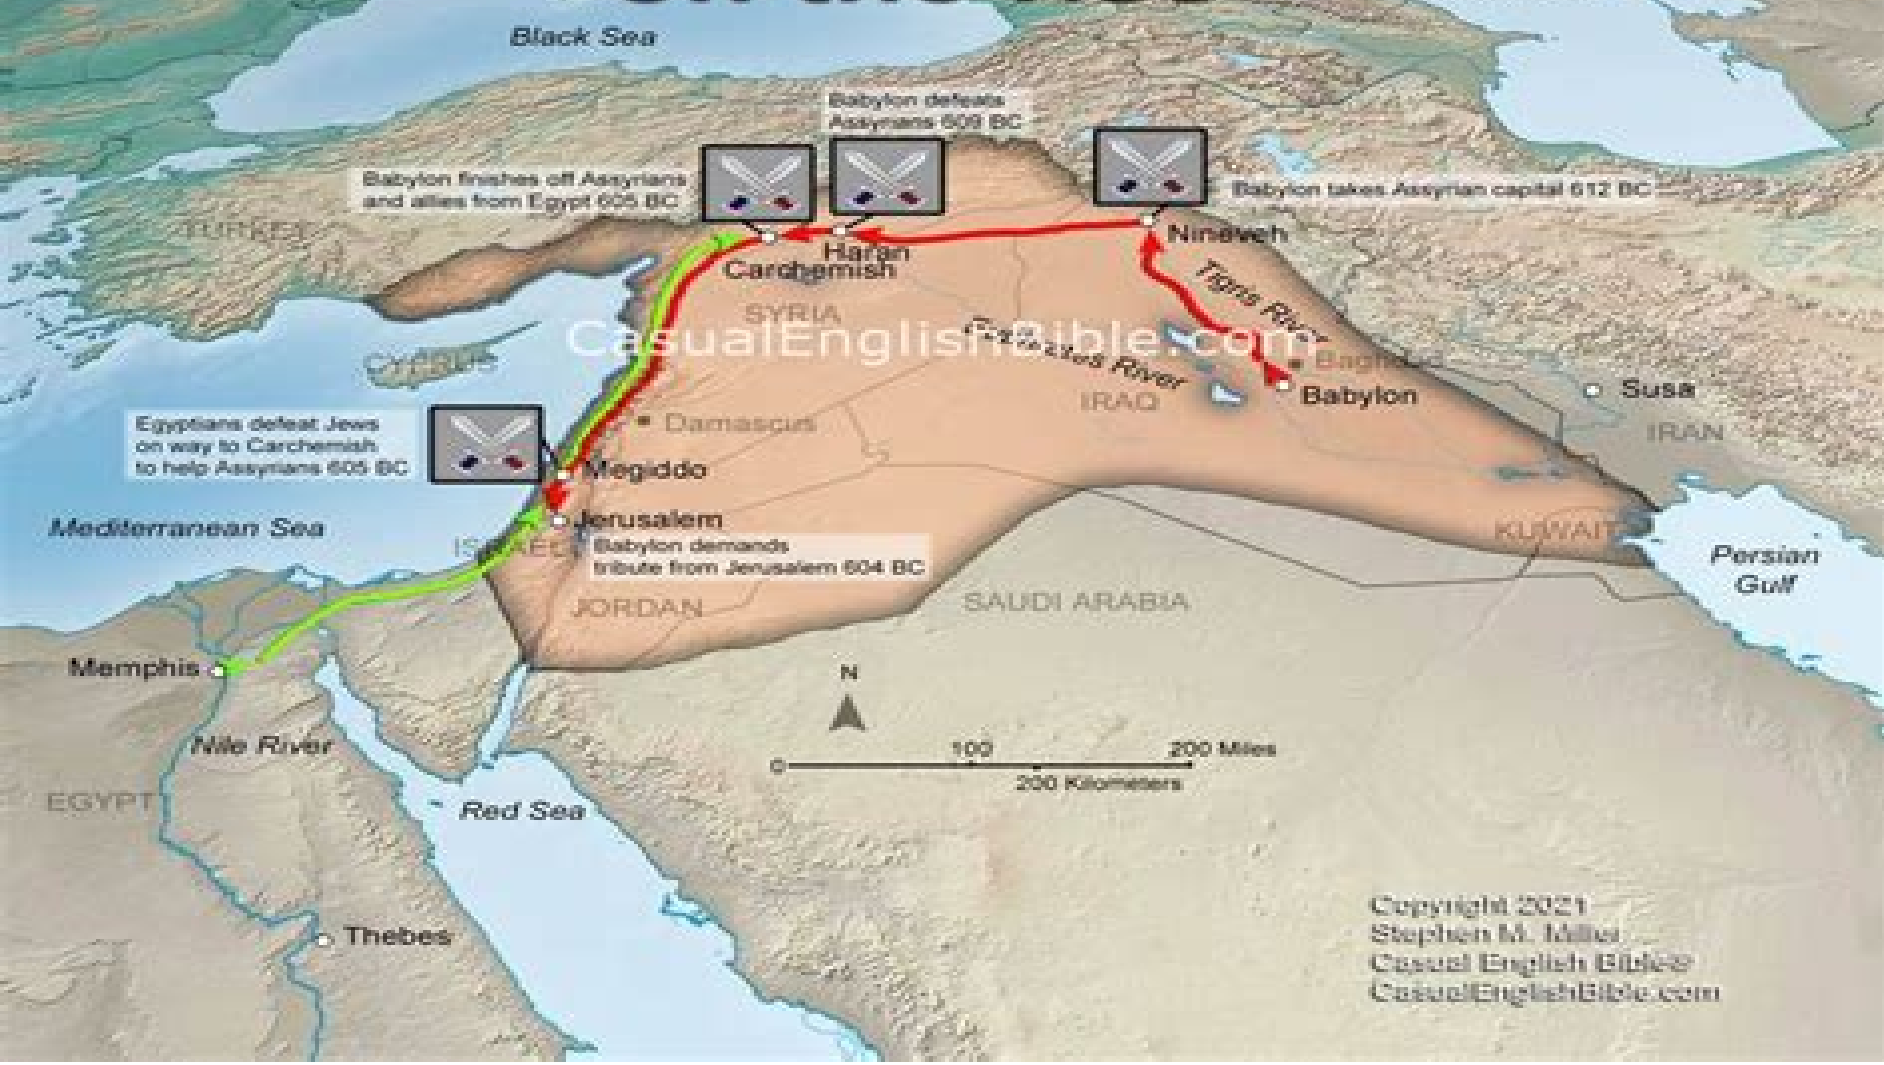 Black Sea
Babylon defeats
Assyrians 609 BC
Babylon finishes off Assyrians
and allies from Egypt 605 BC
Babylon takes Assyrian capital 612 BC
TURKEY
Nineveh
Haran
Carchemish
Tigris River
SYRIA
CasualEnglishBible.com
Euphrates River
CYPRUS
Baghdad
Babylon
Susa
IRAQ
IRAN
Damascus
Egyptians defeat Jews
on way to Carchemish
to help Assyrians 605 BC
Megiddo
Mediterranean Sea
Jerusalem
ISRAEL
Babylon demands
tribute from Jerusalem 604 BC
KUWAIT
Persian
Gulf
JORDAN
SAUDI ARABIA
Memphis
N
Nile River
0 100 200 Miles
200 Kilometers
EGYPT
Red Sea
Thebes
Copyright 2021
Stephen M. Miller
Casual English Bible®
CasualEnglishBible.com